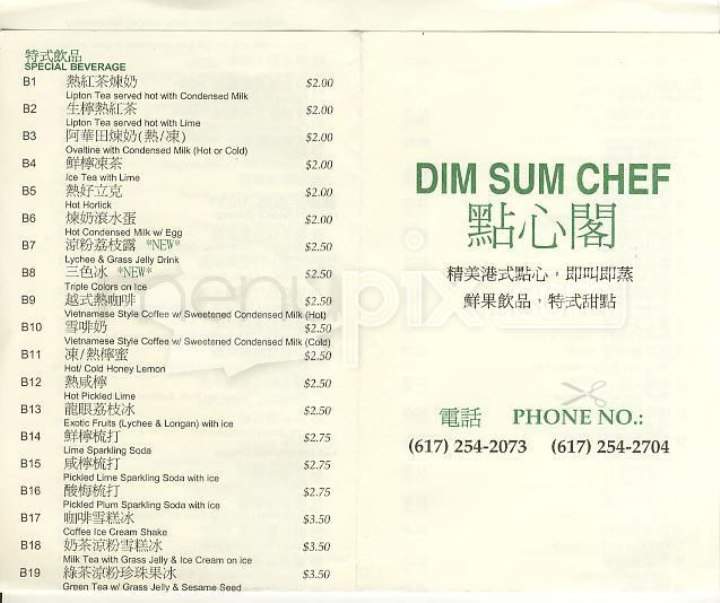 特式飲品
SPECIAL BEVERAGE
B1 熱紅茶煉奶 $2.00
Lipton Tea served hot with Condensed Milk
B2 生檸熱紅茶 $2.00
Lipton Tea served hot with Lime
B3 阿華田煉奶(熱/凍) $2.00
Ovaltine with Condensed Milk (Hot or Cold)
B4 鮮檸凍茶 $2.00
Ice Tea with Lime
B5 熱好立克 $2.00
Hot Horlick
B6 煉奶滾水蛋 $2.00
Hot Condensed Milk w/ Egg
B7 涼粉荔枝露 *NEW* $2.50
Lychee & Grass Jelly Drink
B8 三色冰 *NEW* $2.50
Triple Colors on Ice
B9 越式熱咖啡 $2.50
Vietnamese Style Coffee w/ Sweetened Condensed Milk (Hot)
B10 雪啡奶 $2.50
Vietnamese Style Coffee w/ Sweetened Condensed Milk (Cold)
B11 凍/熱檸蜜 $2.50
Hot/ Cold Honey Lemon
B12 熱咸檸 $2.50
Hot Pickled Lime
B13 龍眼荔枝冰 $2.50
Exotic Fruits (Lychee & Longan) with ice
B14 鮮檸梳打 $2.75
Lime Sparkling Soda
B15 咸檸梳打 $2.75
Pickled Lime Sparkling Soda with ice
B16 酸梅梳打 $2.75
Pickled Plum Sparkling Soda with ice
B17 咖啡雪糕冰 $3.50
Coffee Ice Cream Shake
B18 奶茶涼粉雪糕冰 $3.50
Milk Tea with Grass Jelly & Ice Cream on ice
B19 綠茶涼粉珍珠果冰 $3.50
Green Tea w/ Grass Jelly & Sesame Seed
DIM SUM CHEF
點心閣
精美港式點心，即叫即蒸
鮮果飲品，特式甜點
電話 PHONE NO.:
(617) 254-2073 (617) 254-2704
menupix